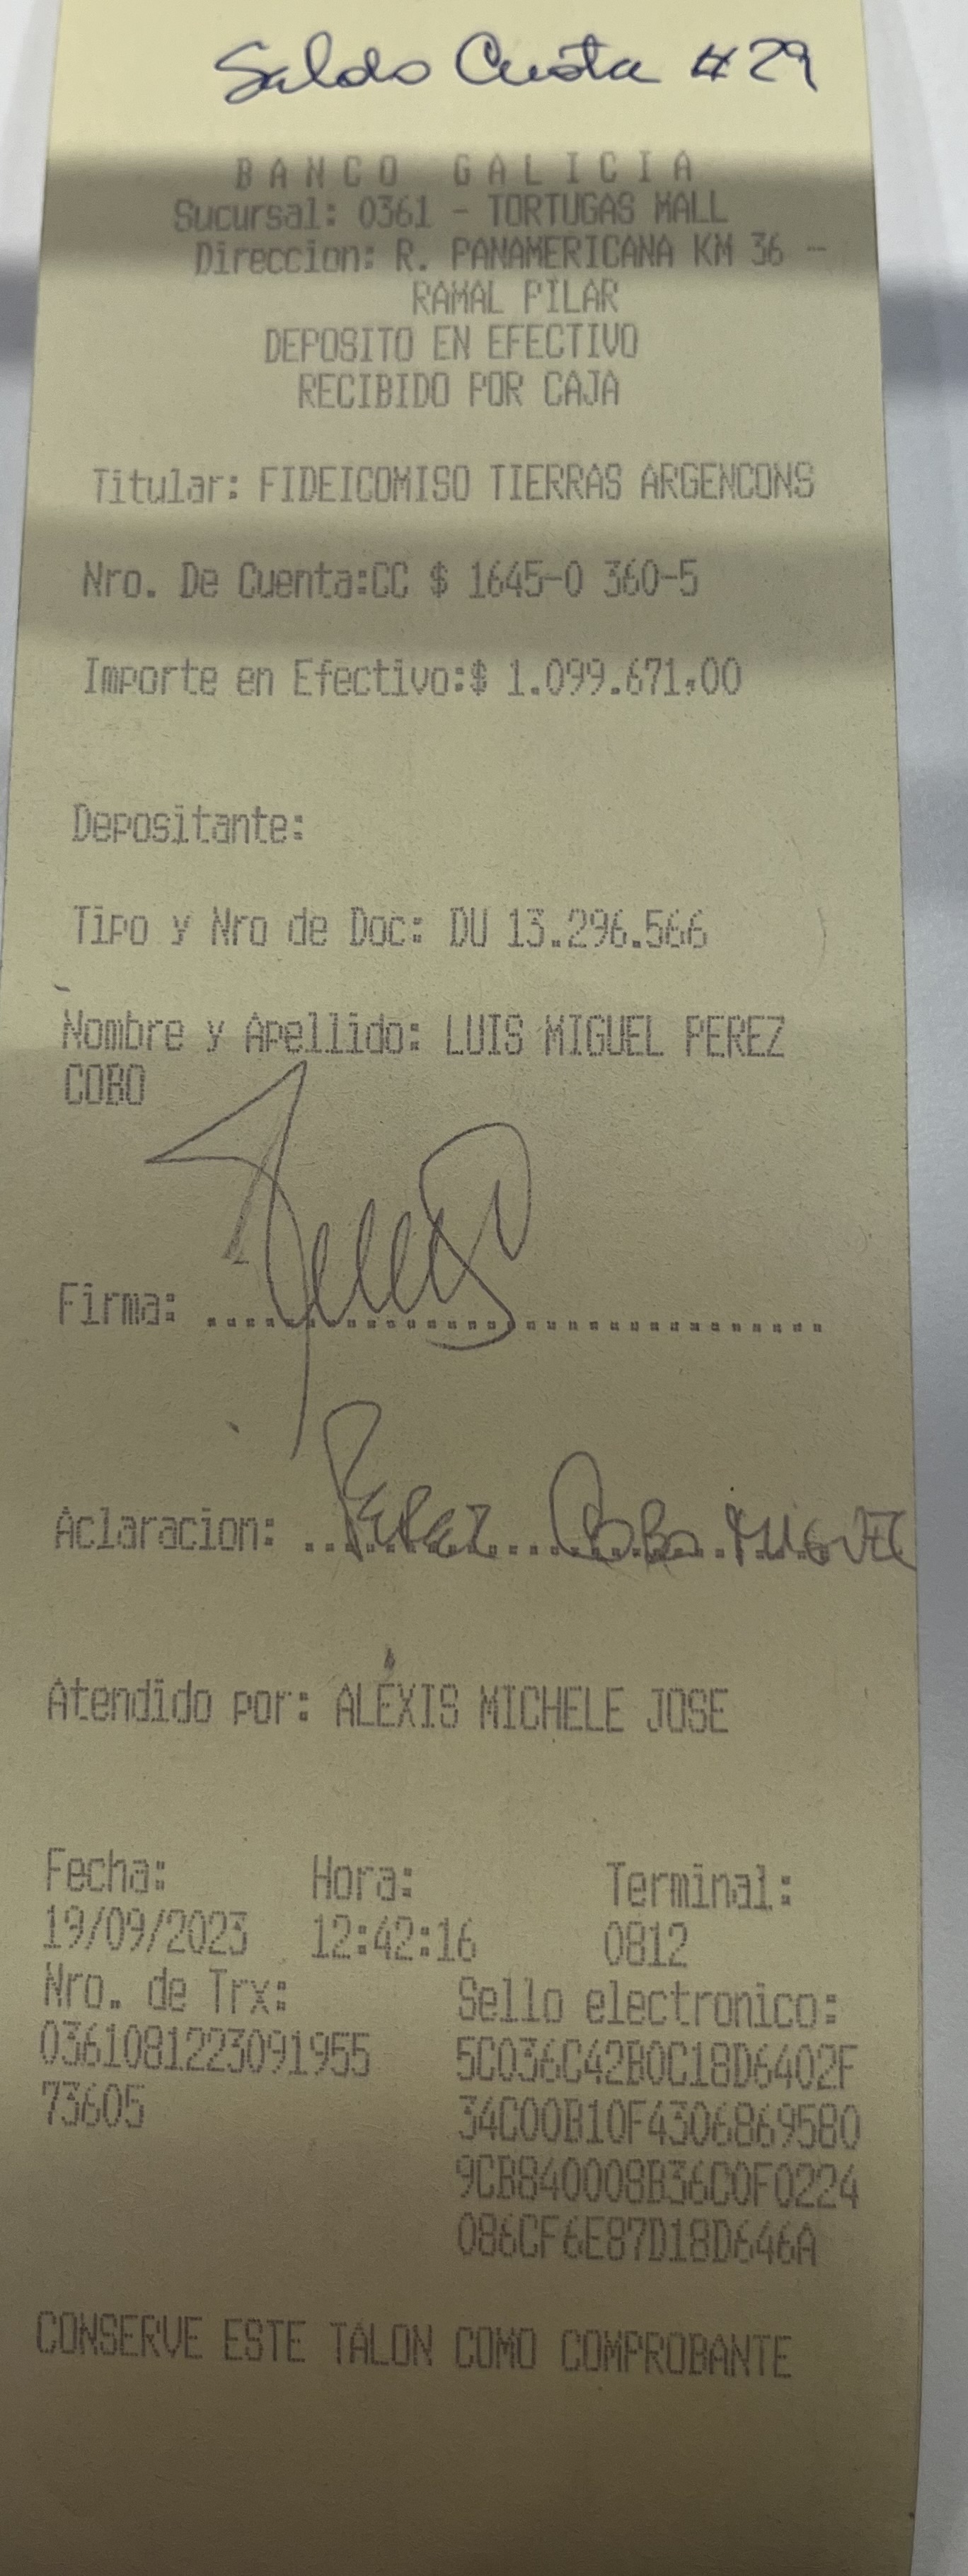 Saldo Cuota #29
BANCO GALICIA
Sucursal: 0361 - TORTUGAS MALL
Direccion: R. PANAMERICANA KM 36 -
RAMAL PILAR
DEPOSITO EN EFECTIVO
RECIBIDO POR CAJA
Titular: FIDEICOMISO TIERRAS ARGENCONS
Nro. De Cuenta:CC $ 1645-0 360-5
Importe en Efectivo:$ 1.099.671,00
Depositante:
Tipo y Nro de Doc: DU 13.296.566
Nombre y Apellido: LUIS MIGUEL PEREZ
COBO
Firma: ..............................
Aclaracion: Perez Cobo Miguel
Atendido por: ALEXIS MICHELE JOSE
Fecha: Hora: Terminal:
19/09/2023 12:42:16 0812
Nro. de Trx: Sello electronico:
0361081223091955 5C036C42B0C18D6402F
73605 34C00B10F4306869580
9CB840008B36C0F0224
086CF6E87D18D646A
CONSERVE ESTE TALON COMO COMPROBANTE